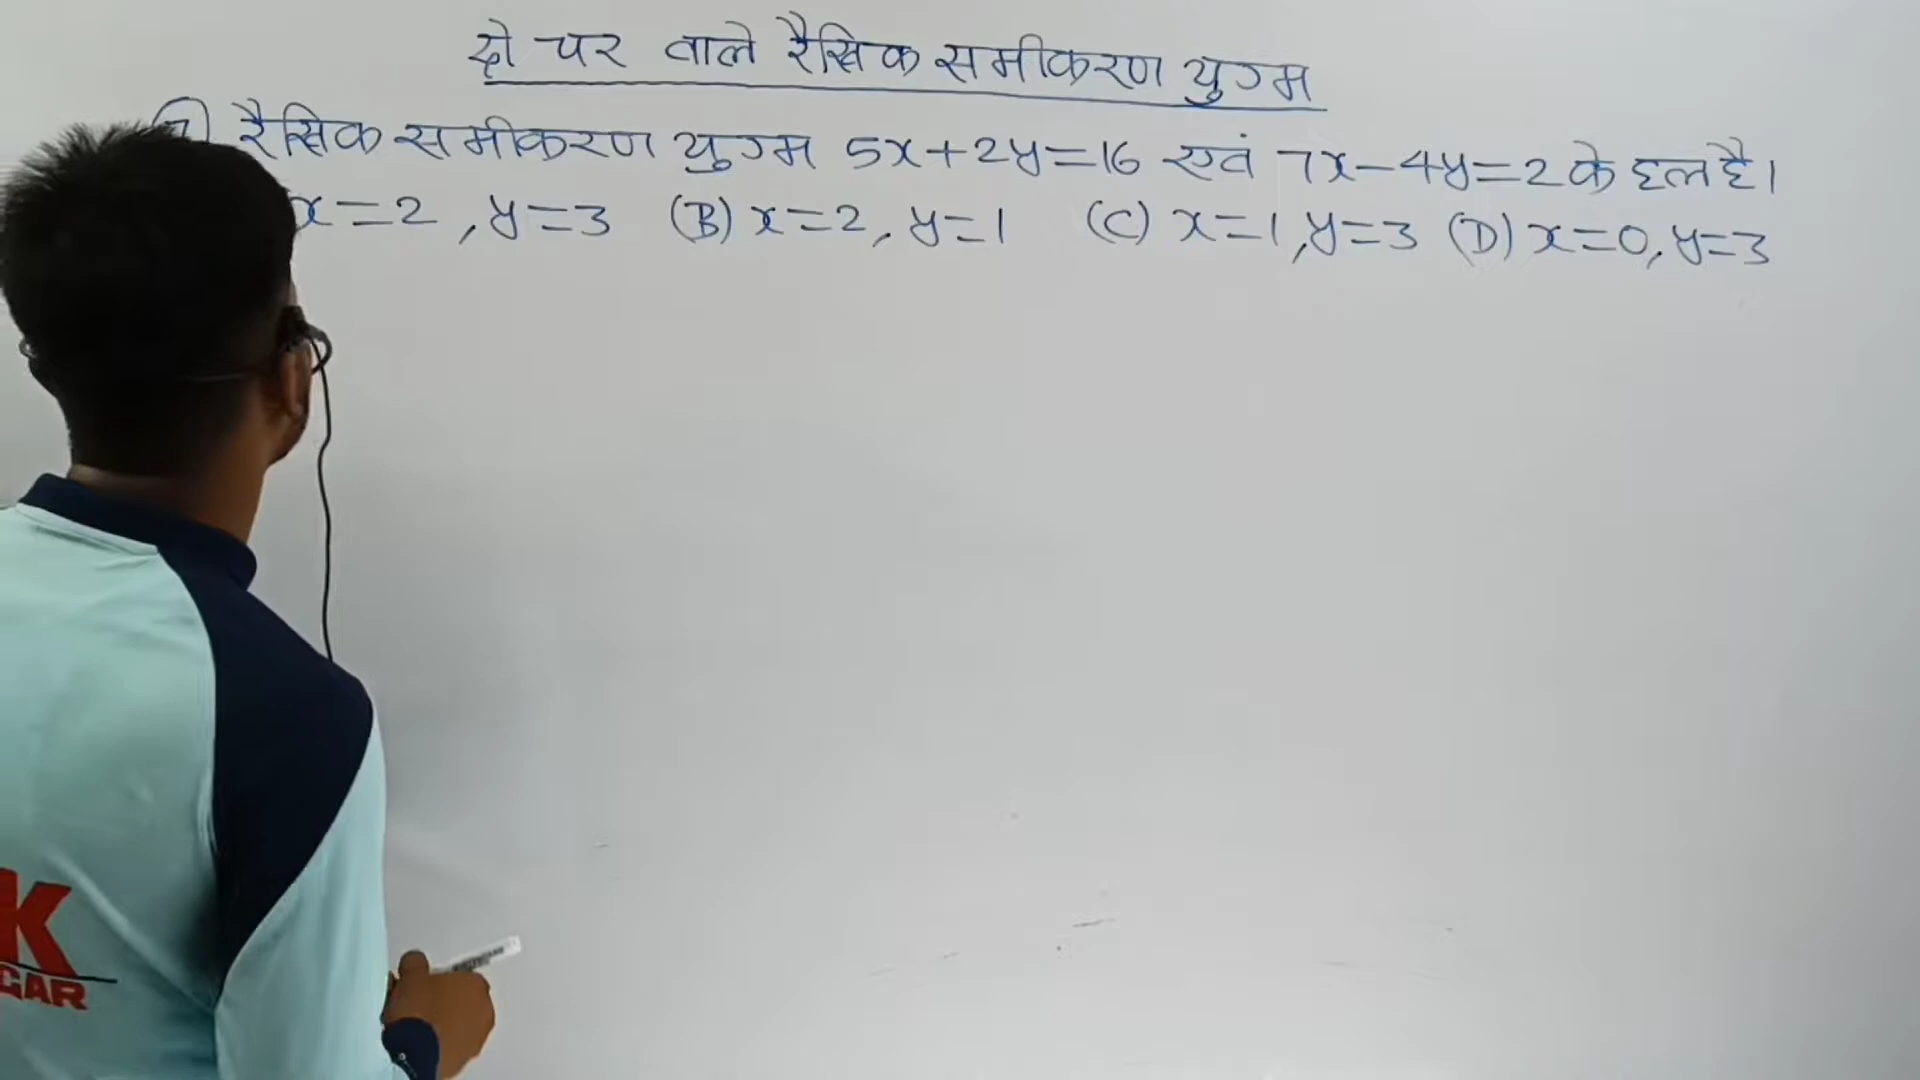 दो चर वाले रैखिक समीकरण युग्म
रैखिक समीकरण युग्म 5x+2y=16 एवं 7x-4y=2 के हल है।
x=2 , y=3 (B) x=2, y=1 (C) x=1, y=3 (D) x=0, y=3
K
GAR